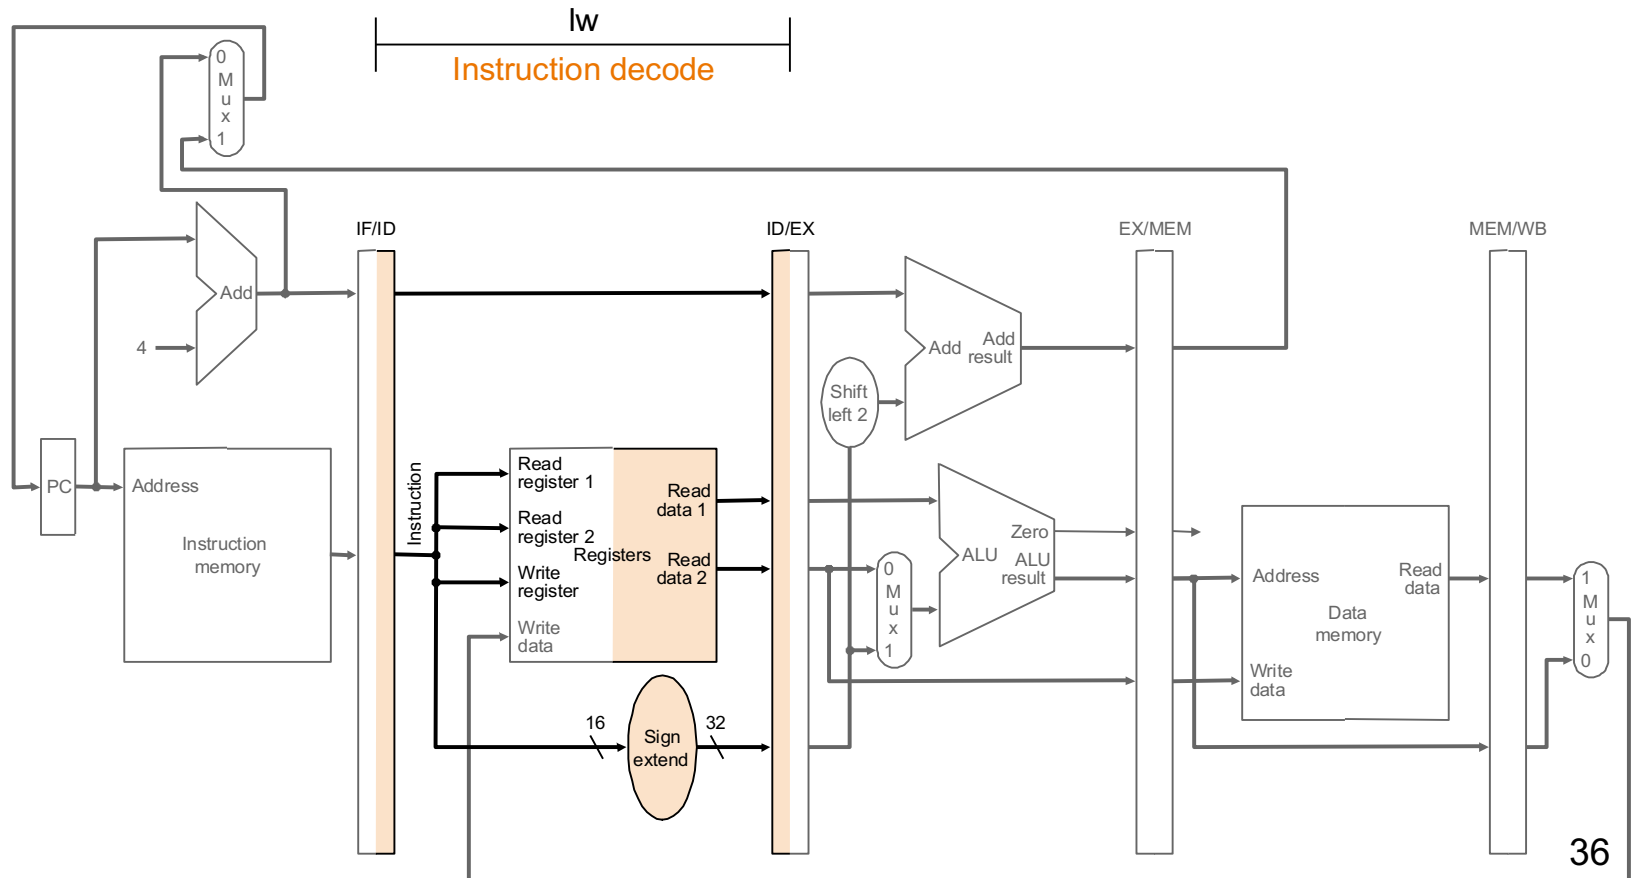 lw
Instruction decode
0
M
u
x
1
IF/ID
ID/EX
EX/MEM
MEM/WB
Add
4
Add
Add
result
Shift
left 2
PC
Address
Instruction
memory
Instruction
Read
register 1
Read
register 2
Registers
Write
register
Write
data
Read
data 1
Read
data 2
16
Sign
extend
32
0
M
u
x
1
Zero
ALU
ALU
result
Address
Read
data
Data
memory
Write
data
1
M
u
x
0
36